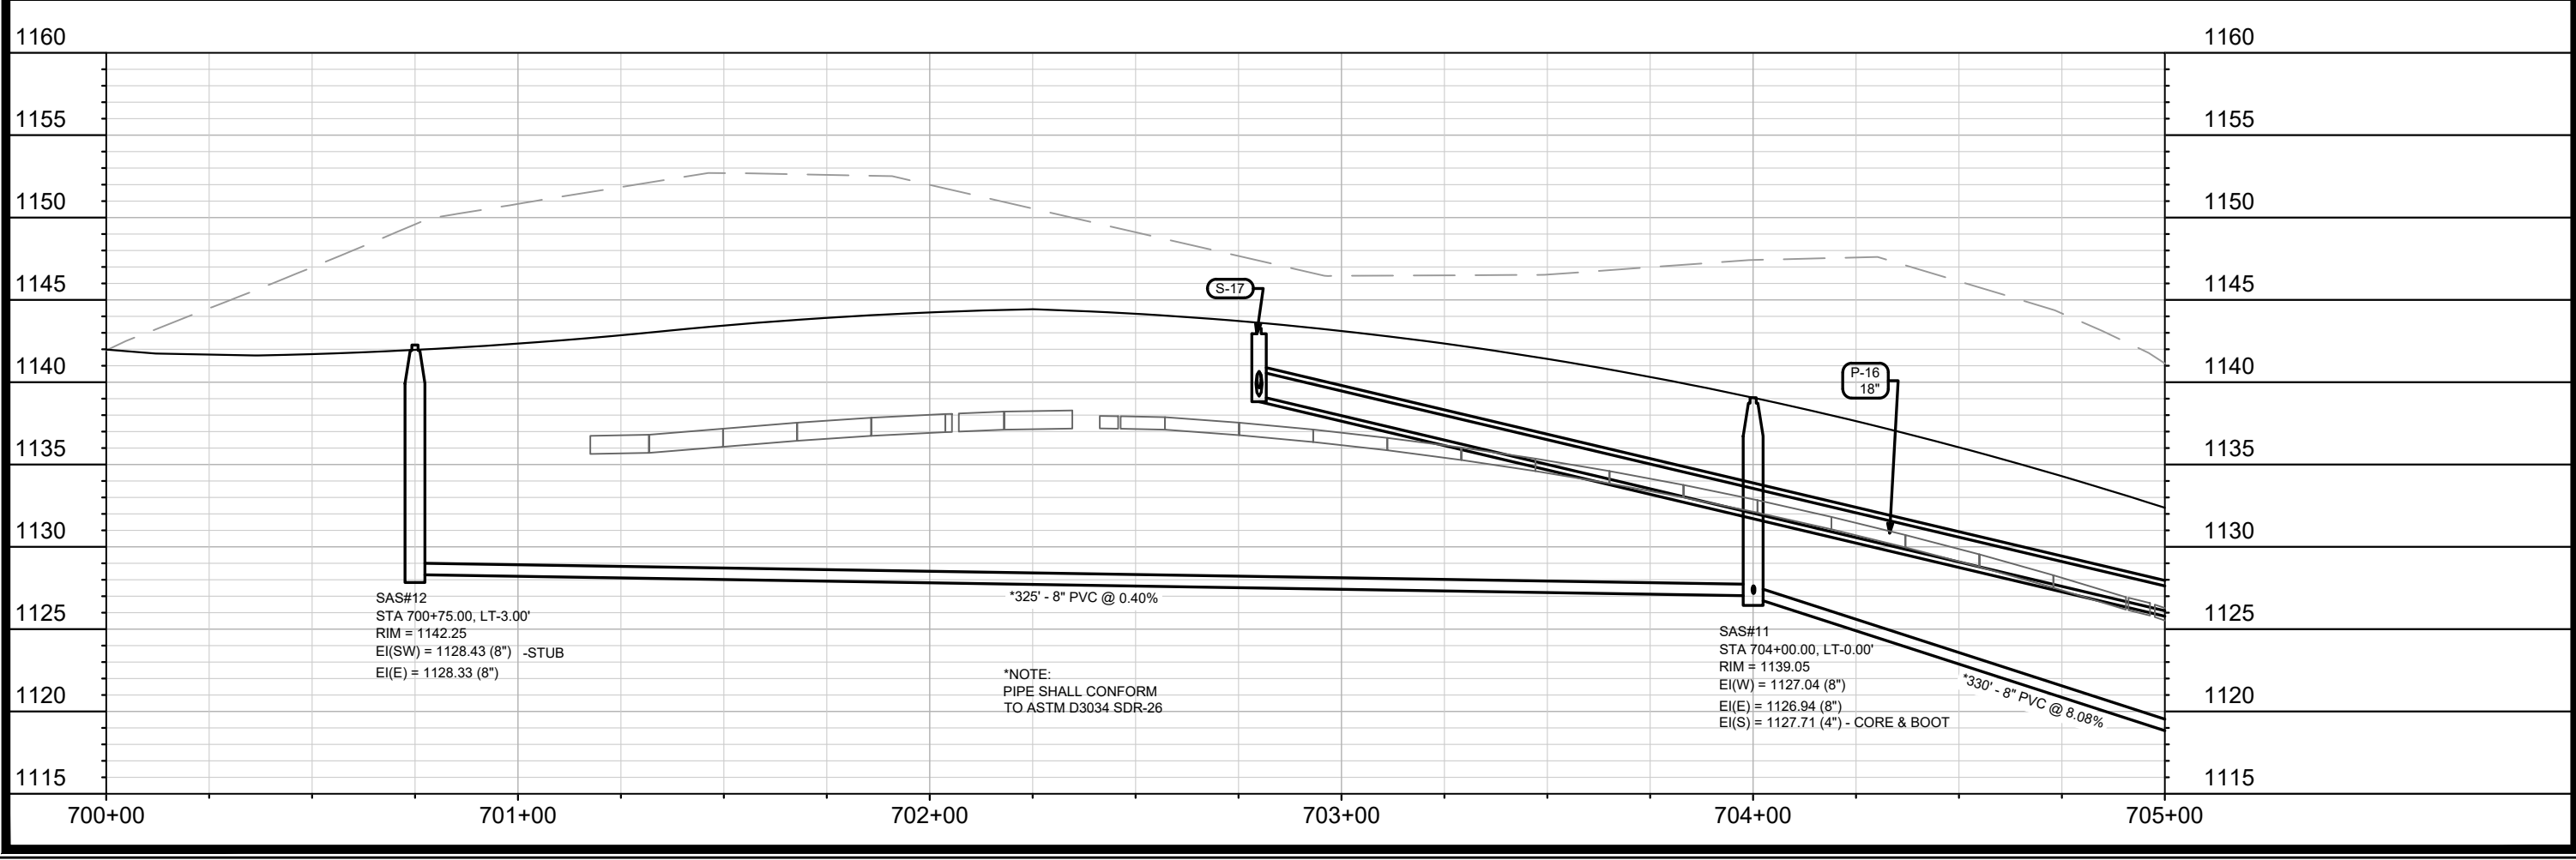 1160 1160
1155 1155
1150 1150
1145 1145
S-17
1140 1140
P-16
18"
1135 1135
1130 1130
1125 1125
SAS#12
STA 700+75.00, LT-3.00'
RIM = 1142.25
EI(SW) = 1128.43 (8") -STUB
EI(E) = 1128.33 (8")
*325' - 8" PVC @ 0.40%
*NOTE:
PIPE SHALL CONFORM
TO ASTM D3034 SDR-26
SAS#11
STA 704+00.00, LT-0.00'
RIM = 1139.05
EI(W) = 1127.04 (8")
EI(E) = 1126.94 (8")
EI(S) = 1127.71 (4") - CORE & BOOT
*330' - 8" PVC @ 8.08%
1120 1120
1115 1115
700+00 701+00 702+00 703+00 704+00 705+00